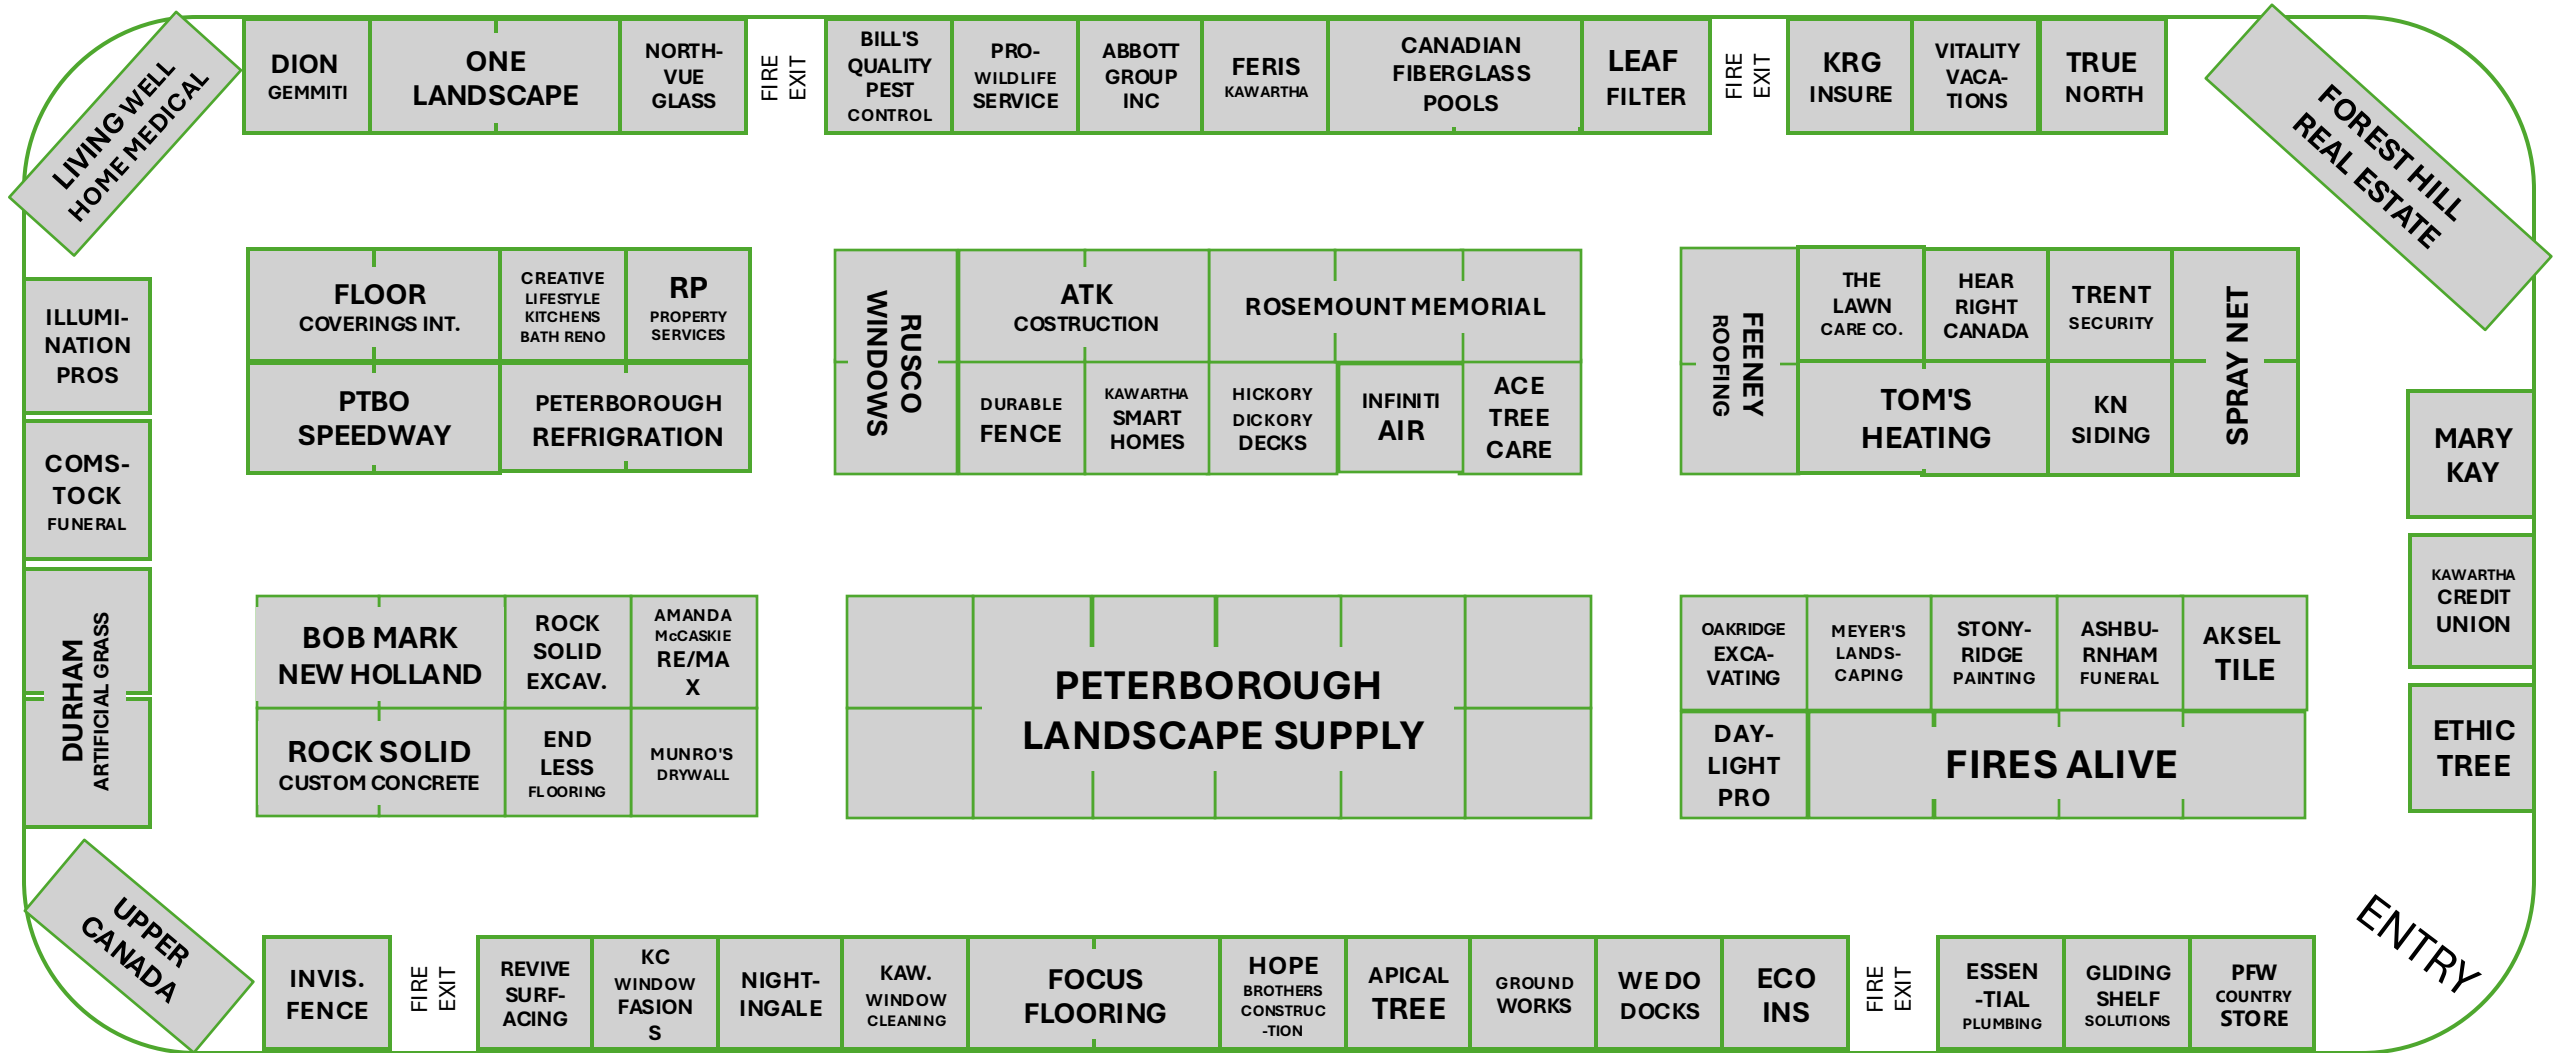 LIVING WELL
HOME MEDICAL
DION
GEMMITI
ONE
LANDSCAPE
NORTH-
VUE
GLASS
FIRE
EXIT
BILL'S
QUALITY
PEST
CONTROL
PRO-
WILDLIFE
SERVICE
ABBOTT
GROUP
INC
FERIS
KAWARTHA
CANADIAN
FIBERGLASS
POOLS
LEAF
FILTER
FIRE
EXIT
KRG
INSURE
VITALITY
VACA-
TIONS
TRUE
NORTH
FOREST HILL
REAL ESTATE
ILLUMI-
NATION
PROS
COMS-
TOCK
FUNERAL
DURHAM
ARTIFICIAL GRASS
FLOOR
COVERINGS INT.
CREATIVE
LIFESTYLE
KITCHENS
BATH RENO
RP
PROPERTY
SERVICES
PTBO
SPEEDWAY
PETERBOROUGH
REFRIGRATION
RUSCO
WINDOWS
ATK
COSTRUCTION
ROSEMOUNT MEMORIAL
DURABLE
FENCE
KAWARTHA
SMART
HOMES
HICKORY
DICKORY
DECKS
INFINITI
AIR
ACE
TREE
CARE
FEENEY
ROOFING
THE
LAWN
CARE CO.
HEAR
RIGHT
CANADA
TRENT
SECURITY
SPRAY NET
TOM'S
HEATING
KN
SIDING
MARY
KAY
KAWARTHA
CREDIT
UNION
ETHIC
TREE
BOB MARK
NEW HOLLAND
ROCK
SOLID
EXCAV.
AMANDA
McCASKIE
RE/MA
X
ROCK SOLID
CUSTOM CONCRETE
END
LESS
FLOORING
MUNRO'S
DRYWALL
PETERBOROUGH
LANDSCAPE SUPPLY
OAKRIDGE
EXCA-
VATING
MEYER'S
LANDS-
CAPING
STONY-
RIDGE
PAINTING
ASHBU-
RNHAM
FUNERAL
AKSEL
TILE
DAY-
LIGHT
PRO
FIRES ALIVE
UPPER
CANADA
INVIS.
FENCE
FIRE
EXIT
REVIVE
SURF-
ACING
KC
WINDOW
FASION
S
NIGHT-
INGALE
KAW.
WINDOW
CLEANING
FOCUS
FLOORING
HOPE
BROTHERS
CONSTRUC
-TION
APICAL
TREE
GROUND
WORKS
WE DO
DOCKS
ECO
INS
FIRE
EXIT
ESSEN
-TIAL
PLUMBING
GLIDING
SHELF
SOLUTIONS
PFW
COUNTRY
STORE
ENTRY